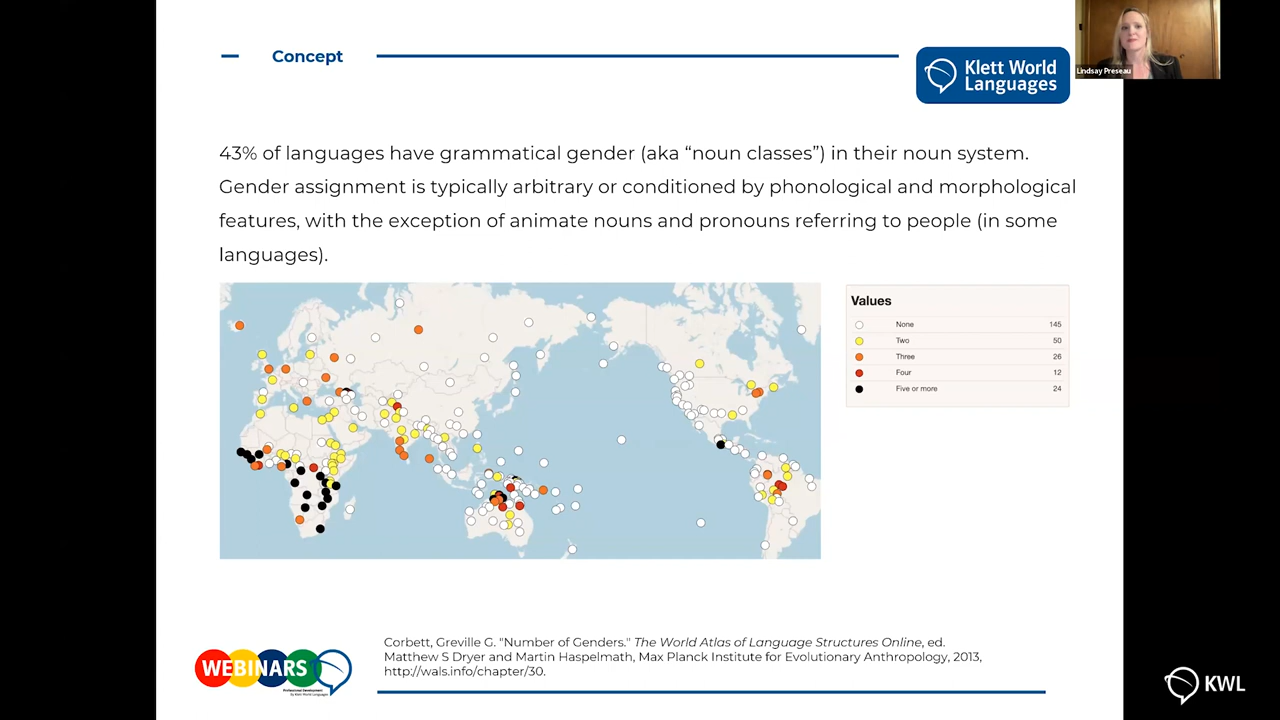 Concept
Klett World
Languages
Lindsay Preseau
43% of languages have grammatical gender (aka “noun classes”) in their noun system.
Gender assignment is typically arbitrary or conditioned by phonological and morphological
features, with the exception of animate nouns and pronouns referring to people (in some
languages).
Values
None 145
Two 50
Three 26
Four 12
Five or more 24
WEBINARS
Professional Development
by Klett World Languages
Corbett, Greville G. "Number of Genders." The World Atlas of Language Structures Online, ed.
Matthew S Dryer and Martin Haspelmath, Max Planck Institute for Evolutionary Anthropology, 2013,
http://wals.info/chapter/30.
KWL